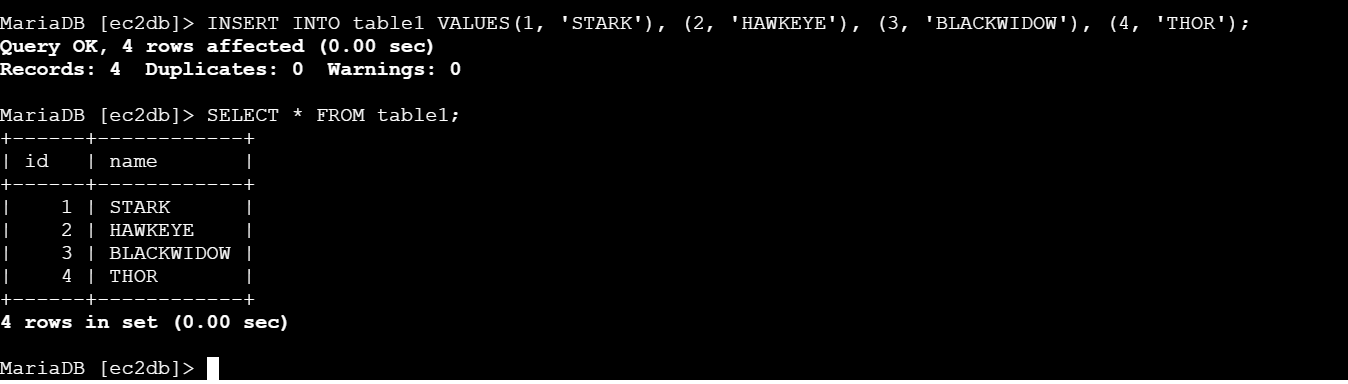 MariaDB [ec2db]> INSERT INTO table1 VALUES(1, 'STARK'), (2, 'HAWKEYE'), (3, 'BLACKWIDOW'), (4, 'THOR');
Query OK, 4 rows affected (0.00 sec)
Records: 4  Duplicates: 0  Warnings: 0

MariaDB [ec2db]> SELECT * FROM table1;
+------+------------+
| id   | name       |
+------+------------+
|    1 | STARK      |
|    2 | HAWKEYE    |
|    3 | BLACKWIDOW |
|    4 | THOR       |
+------+------------+
4 rows in set (0.00 sec)

MariaDB [ec2db]>